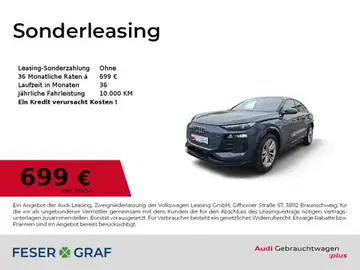 Sonderleasing
Leasing-Sonderzahlung Ohne
36 Monatliche Raten á 699 €
Laufzeit in Monaten 36
Jährliche Fahrleistung 10.000 KM
Ein Kredit verursacht Kosten !
699 €
inkl. MwSt.
Ein Angebot der Audi Leasing, Zweigniederlassung der Volkswagen Leasing GmbH, Gifhorner Straße 57, 38112 Braunschweig, für
die wir als ungebundener Vermittler gemeinsam mit dem Kunden die für den Abschluss des Leasingvertrags nötigen Vertrags-
unterlagen zusammenstellen. Bonität vorausgesetzt. Für Verbraucher besteht ein gesetzliches Widerrufsrecht. Etwaige Rabatte/
Prämien sind im Angebot bereits berücksichtigt.
FESER GRAF
Audi Gebrauchtwagen
:plus